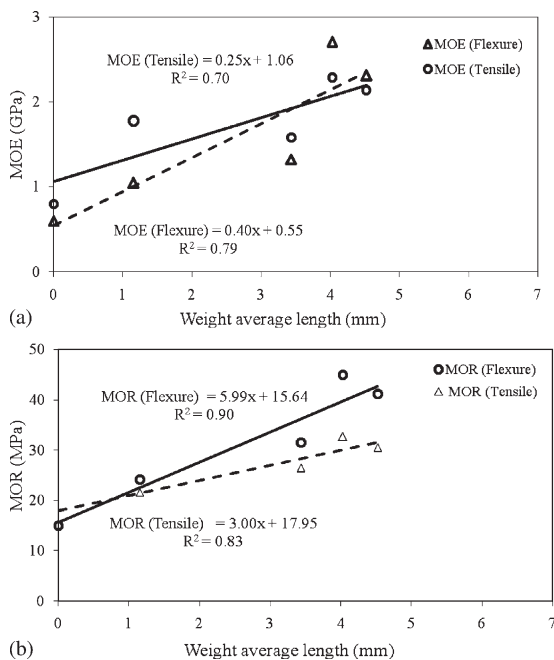 3
MOE (Flexure)
MOE (Tensile) = 0.25x + 1.06
R² = 0.70
MOE (Tensile)
2
MOE (GPa)
1
MOE (Flexure) = 0.40x + 0.55
R² = 0.79
0
0 1 2 3 4 5 6 7
(a)
Weight average length (mm)
50
MOR (Flexure)
MOR (Tensile)
40
MOR (Flexure) = 5.99x + 15.64
R² = 0.90
30
MOR (MPa)
20
MOR (Tensile) = 3.00x + 17.95
R² = 0.83
10
0
0 1 2 3 4 5 6 7
(b)
Weight average length (mm)